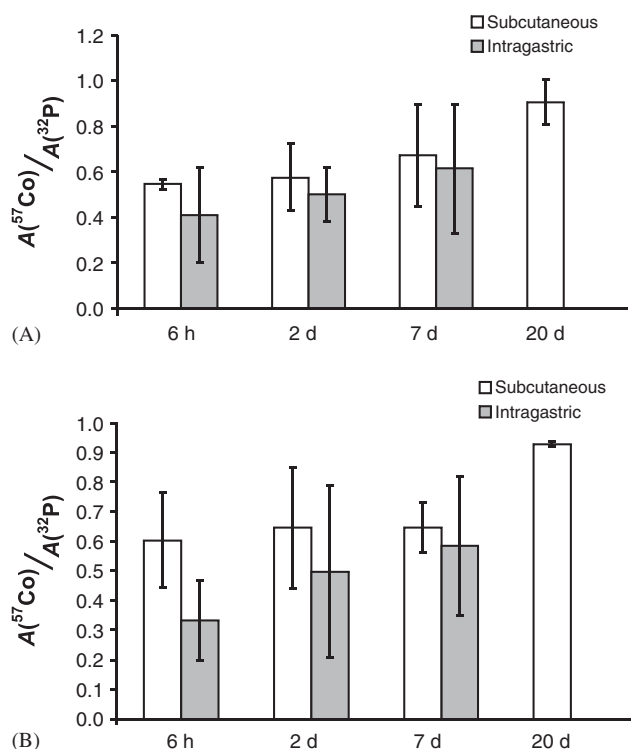 Subcutaneous
Intragastric
1.2
1.0
0.8
0.6
0.4
0.2
0.0
A(⁵⁷Co)/A(³²P)
6 h 2 d 7 d 20 d
(A)
Subcutaneous
Intragastric
1.0
0.9
0.8
0.7
0.6
0.5
0.4
0.3
0.2
0.1
0.0
A(⁵⁷Co)/A(³²P)
6 h 2 d 7 d 20 d
(B)